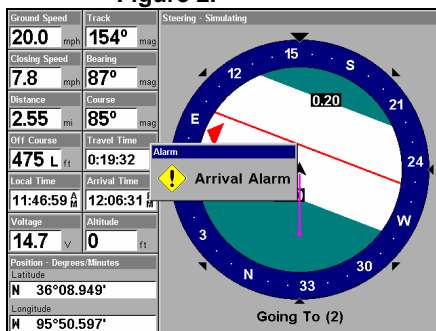 Figure 2.
Ground Speed Track Steering - Simulating
20.0 mph 154º mag
Closing Speed Bearing
7.8 mph 87º mag
Distance Course
2.55 mi 85º mag
Off Course Travel Time
475 L ft 0:19:32
Local Time Arrival Time
11:46:59 AM 12:06:31
Voltage Altitude
14.7 V 0 ft
Position - Degrees/Minutes
Latitude
N 36°08.949'
Longitude
95°50.597'
15
S
12
21
0.20
E
24
W
3
30
N
33
Alarm
Arrival Alarm
Going To (2)